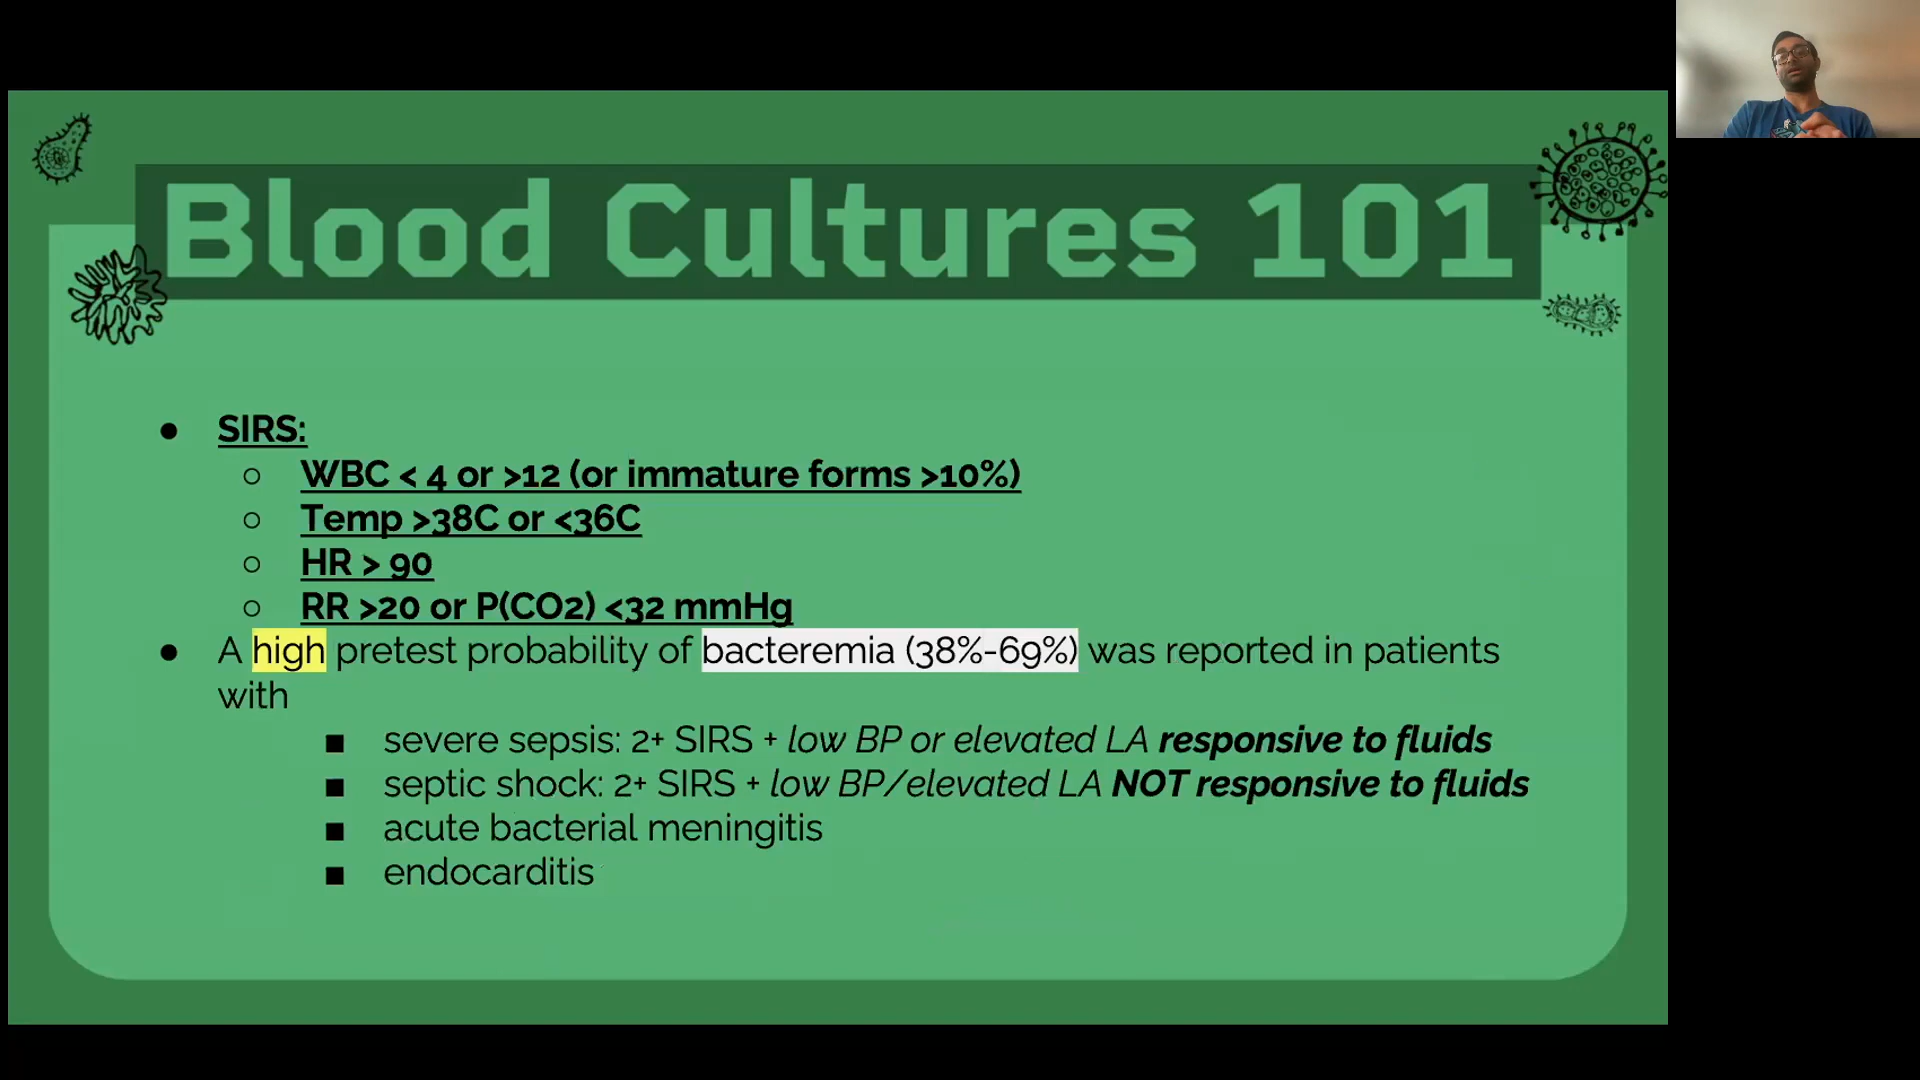 Blood Cultures 101
● SIRS:
○ WBC < 4 or >12 (or immature forms >10%)
○ Temp >38C or <36C
○ HR > 90
○ RR >20 or P(CO2) <32 mmHg
● A high pretest probability of bacteremia (38%-69%) was reported in patients
with
■ severe sepsis: 2+ SIRS + low BP or elevated LA responsive to fluids
■ septic shock: 2+ SIRS + low BP/elevated LA NOT responsive to fluids
■ acute bacterial meningitis
■ endocarditis